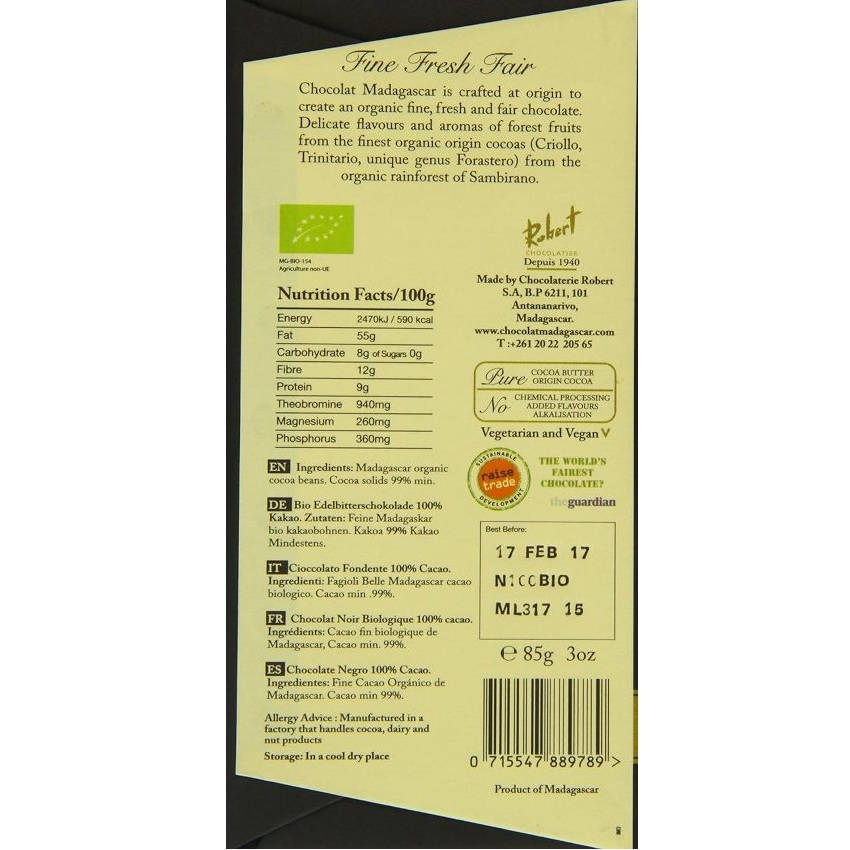 Fine Fresh Fair
Chocolat Madagascar is crafted at origin to
create an organic fine, fresh and fair chocolate.
Delicate flavours and aromas of forest fruits
from the finest organic origin cocoas (Criollo,
Trinitario, unique genus Forastero) from the
organic rainforest of Sambirano.
MG-BIO-154
Agriculture non-UE
Nutrition Facts/100g
Energy 2470kJ / 590 kcal
Fat 55g
Carbohydrate 8g of Sugars 0g
Fibre 12g
Protein 9g
Theobromine 940mg
Magnesium 260mg
Phosphorus 360mg
EN Ingredients: Madagascar organic
cocoa beans. Cocoa solids 99% min.
DE Bio Edelbitterschokolade 100%
Kakao. Zutaten: Feine Madagaskar
bio kakaobohnen. Kakoa 99% Kakao
Mindestens.
IT Cioccolato Fondente 100% Cacao.
Ingredienti: Fagioli Belle Madagascar cacao
biologico. Cacao min .99%.
FR Chocolat Noir Biologique 100% cacao.
Ingrédients: Cacao fin biologique de
Madagascar, Cacao min. 99%.
ES Chocolate Negro 100% Cacao.
Ingredientes: Fine Cacao Orgánico de
Madagascar. Cacao min 99%.
Allergy Advice : Manufactured in a
factory that handles cocoa, dairy and
nut products
Storage: In a cool dry place
Robert
CHOCOLATIER
Depuis 1940
Made by Chocolaterie Robert
S.A, B.P 6211, 101
Antananarivo,
Madagascar.
www.chocolatmadagascar.com
T :+261 20 22 205 65
Pure COCOA BUTTER
ORIGIN COCOA
No CHEMICAL PROCESSING
ADDED FLAVOURS
ALKALISATION
Vegetarian and Vegan V
SUSTAINABLE
raise
trade
DEVELOPMENT
THE WORLD'S
FAIREST
CHOCOLATE?
theguardian
Best Before:
17 FEB 17
N1CCBIO
ML317 15
℮ 85g 3oz
0 715547 889789 >
Product of Madagascar